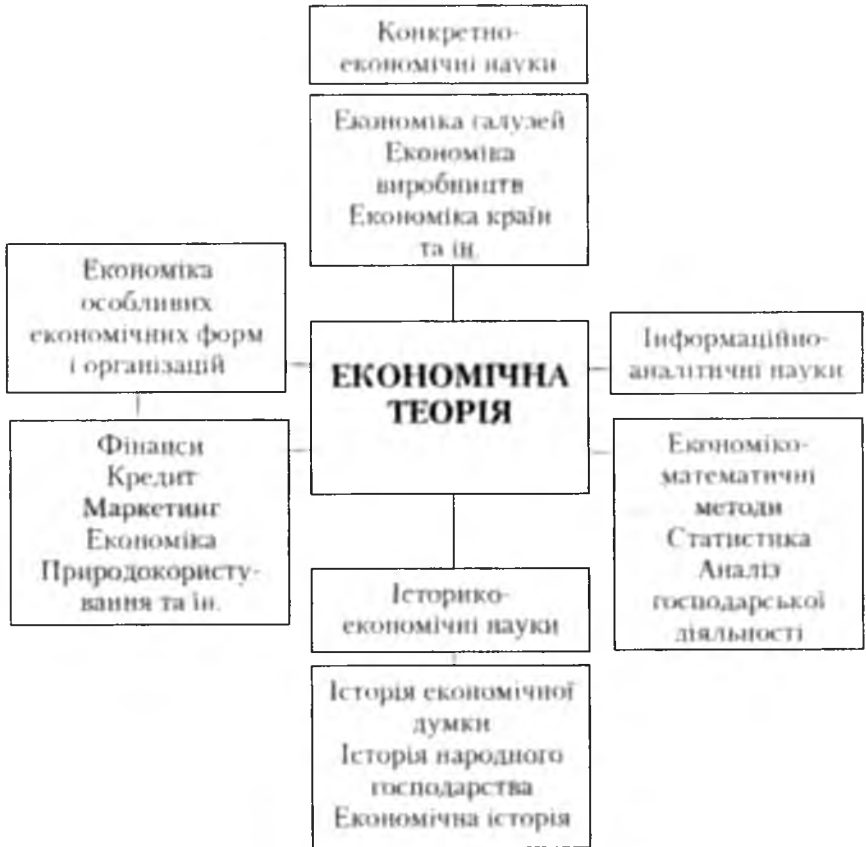 Конкретно-
економічні науки
Економіка галузей
Економіка
виробництв
Економіка країн
та ін.
Економіка
особливих
економічних форм
і організацій
ЕКОНОМІЧНА
ТЕОРІЯ
Інформаційно-
аналітичні науки
Фінанси
Кредит
Маркетинг
Економіка
Природокористу-
вання та ін.
Економіко-
математичні
методи
Статистика
Аналіз
господарської
діяльності
Історико-
економічні науки
Історія економічної
думки
Історія народного
господарства
Економічна історія